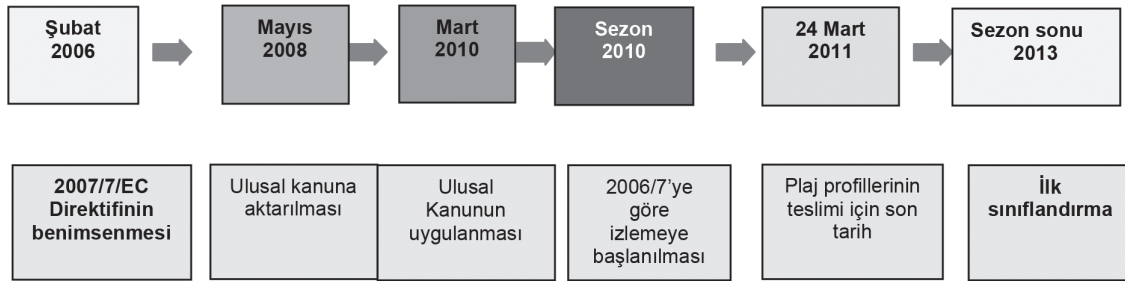 Şubat
2006
Mayıs
2008
Mart
2010
Sezon
2010
24 Mart
2011
Sezon sonu
2013
2007/7/EC
Direktifinin
benimsenmesi
Ulusal kanuna
aktarılması
Ulusal
Kanunun
uygulanması
2006/7’ye
göre
izlemeye
başlanılması
Plaj profillerinin
teslimi için son
tarih
İlk
sınıflandırma